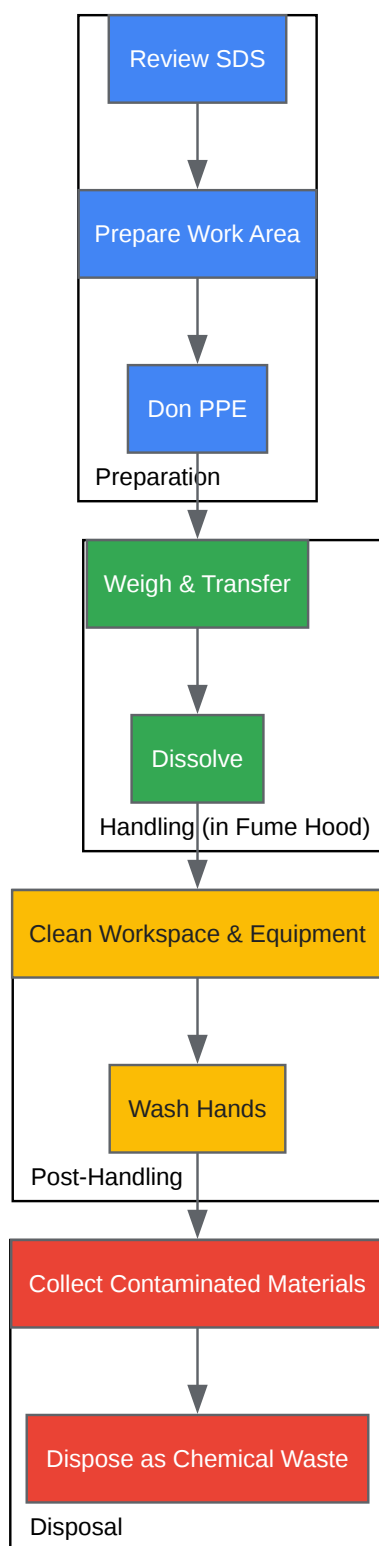 Review SDS
Prepare Work Area
Don PPE
Preparation
Weigh & Transfer
Dissolve
Handling (in Fume Hood)
Clean Workspace & Equipment
Wash Hands
Post-Handling
Collect Contaminated Materials
Dispose as Chemical Waste
Disposal